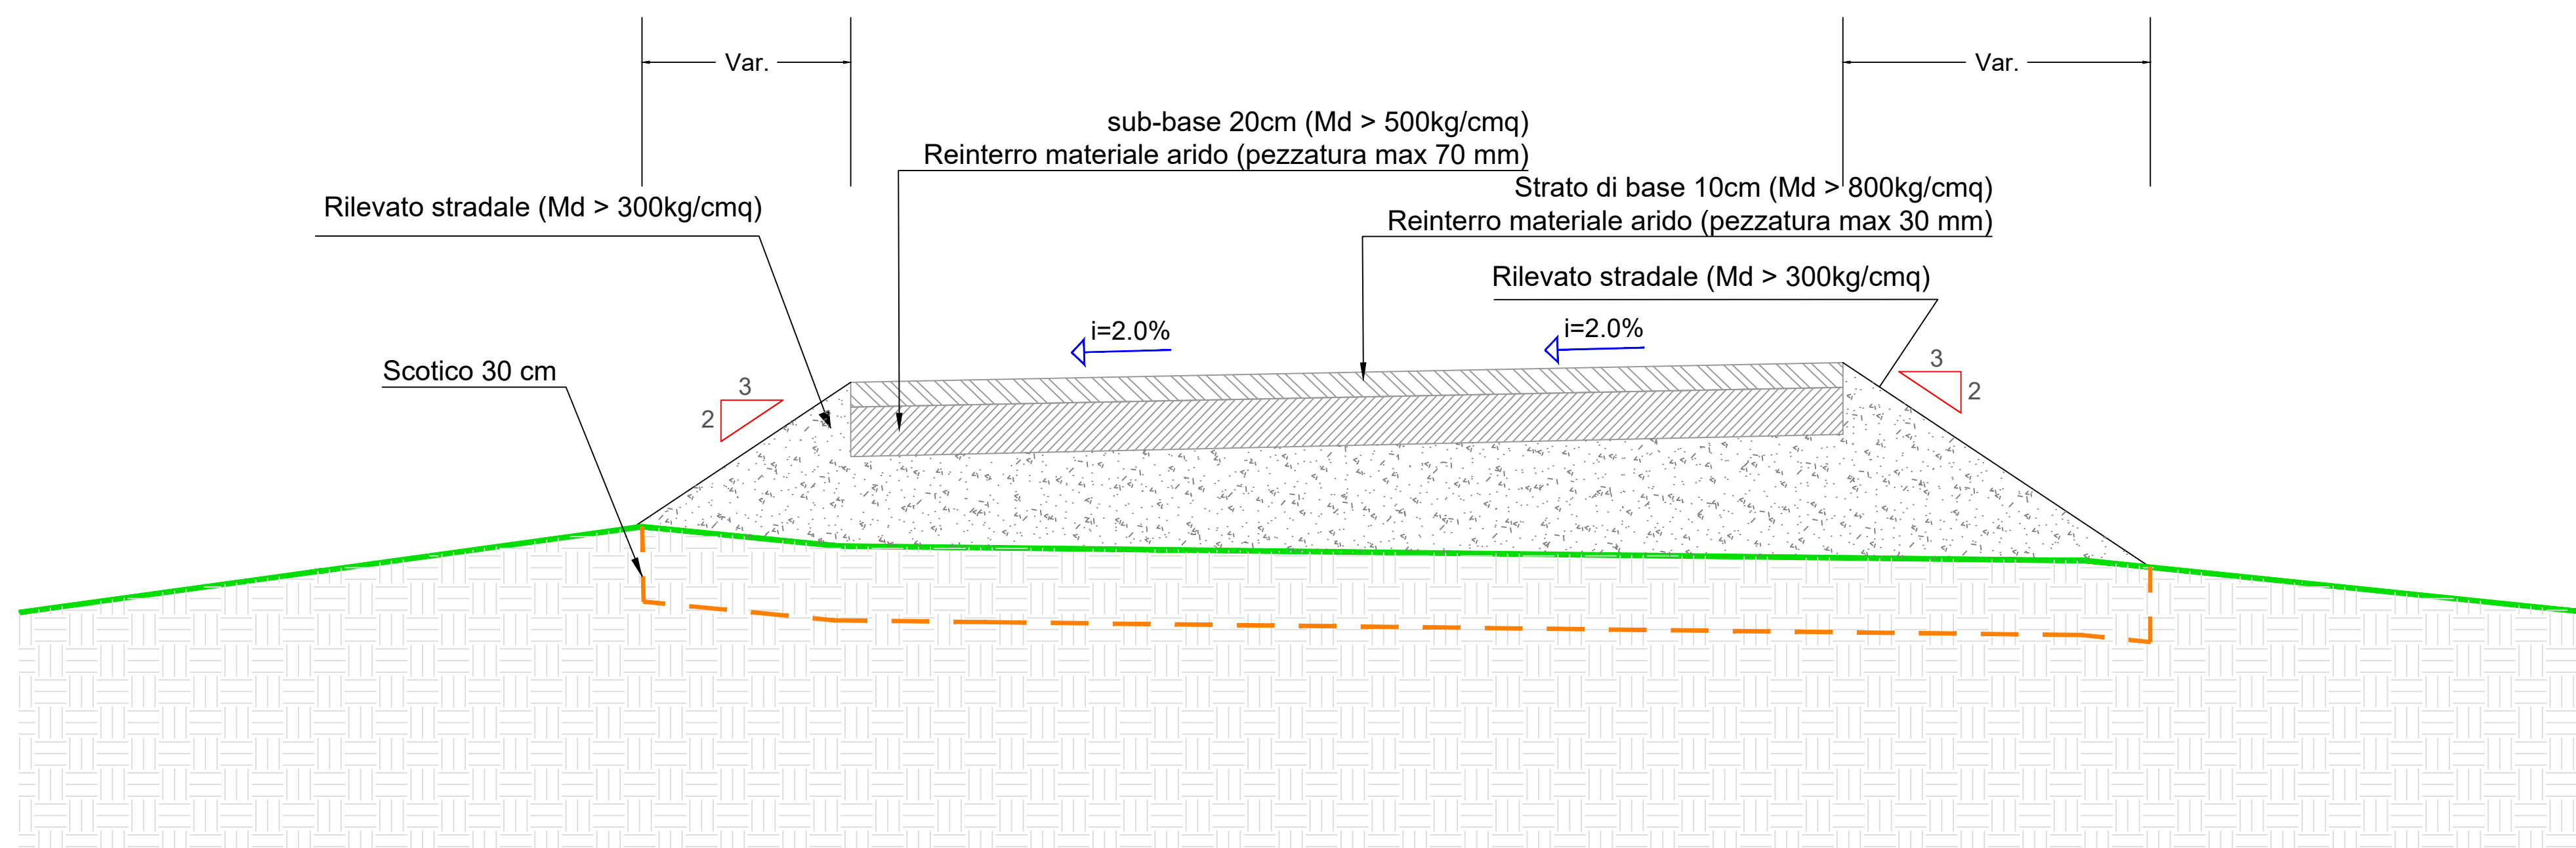 Var.
Var.
sub-base 20cm (Md > 500kg/cmq)
Reinterro materiale arido (pezzatura max 70 mm)
Strato di base 10cm (Md > 800kg/cmq)
Reinterro materiale arido (pezzatura max 30 mm)
Rilevato stradale (Md > 300kg/cmq)
Rilevato stradale (Md > 300kg/cmq)
i=2.0%
i=2.0%
Scotico 30 cm
3
2
3
2